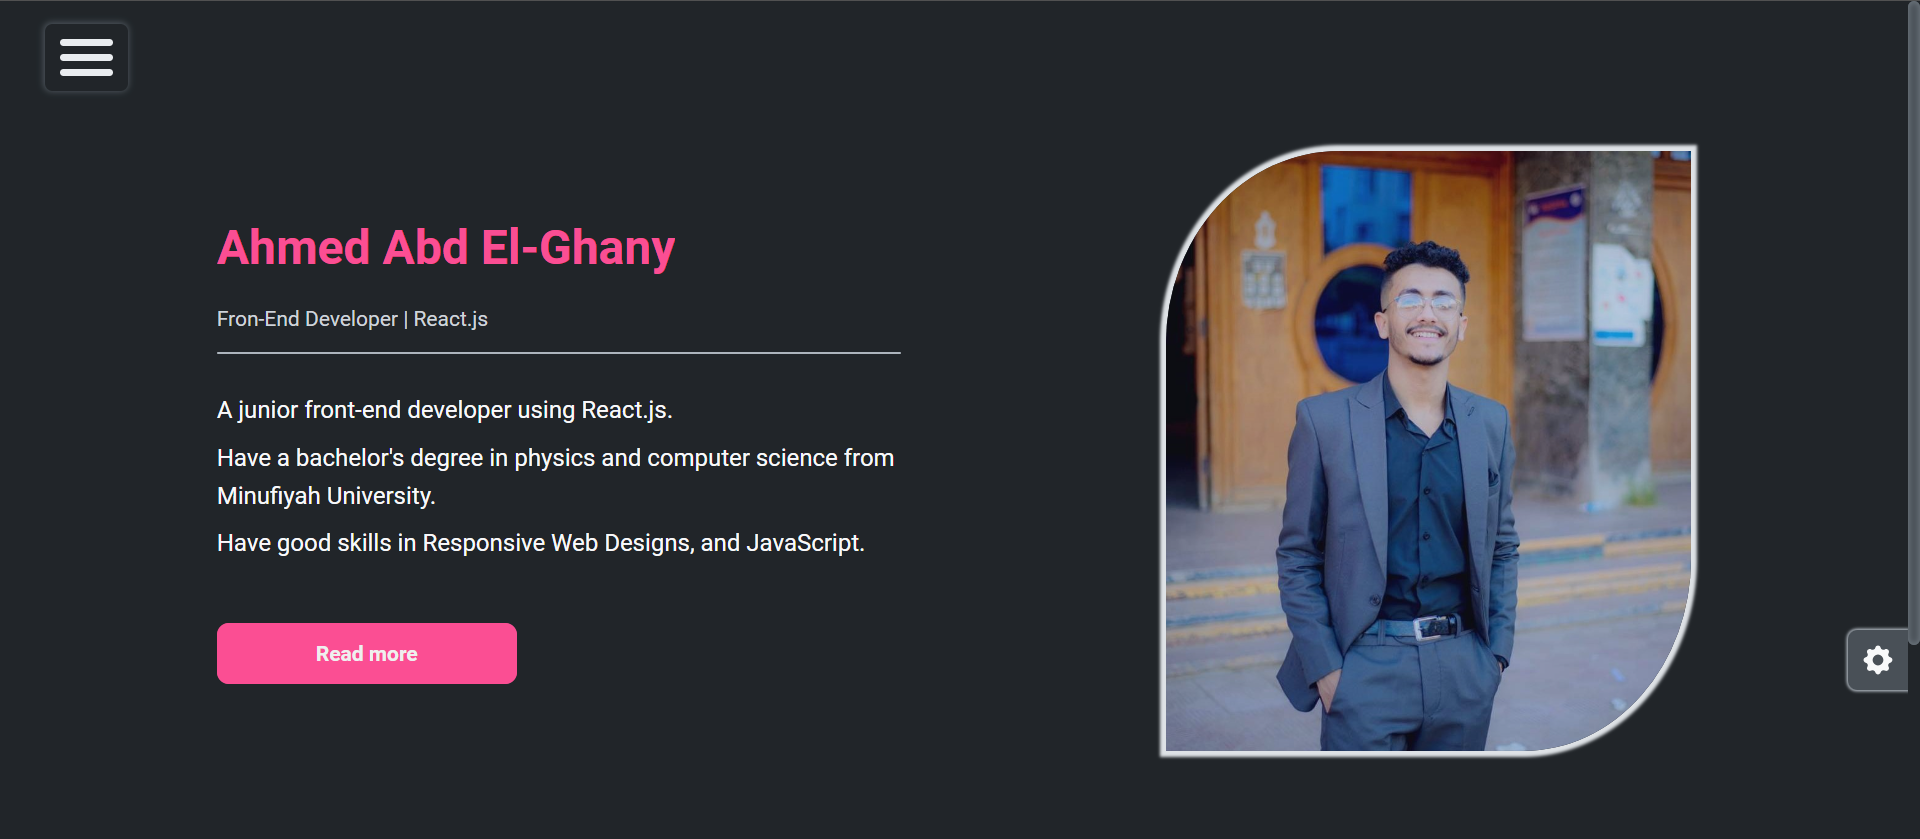 Ahmed Abd El-Ghany
Fron-End Developer | React.js
A junior front-end developer using React.js.
Have a bachelor's degree in physics and computer science from
Minufiyah University.
Have good skills in Responsive Web Designs, and JavaScript.
Read more